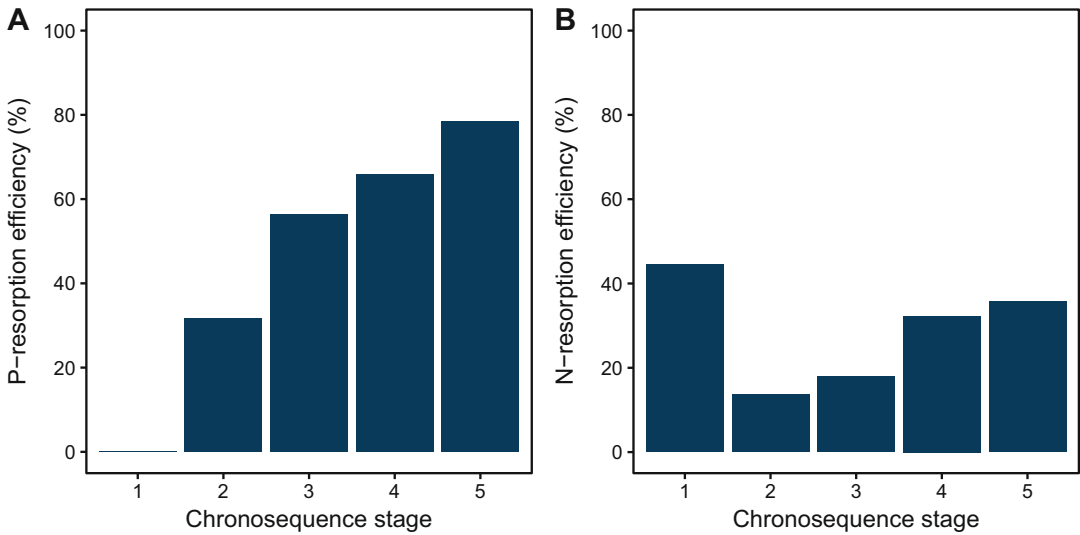 A
P−resorption efficiency (%)
100
80
60
40
20
0
1 2 3 4 5
Chronosequence stage
B
N−resorption efficiency (%)
100
80
60
40
20
0
1 2 3 4 5
Chronosequence stage